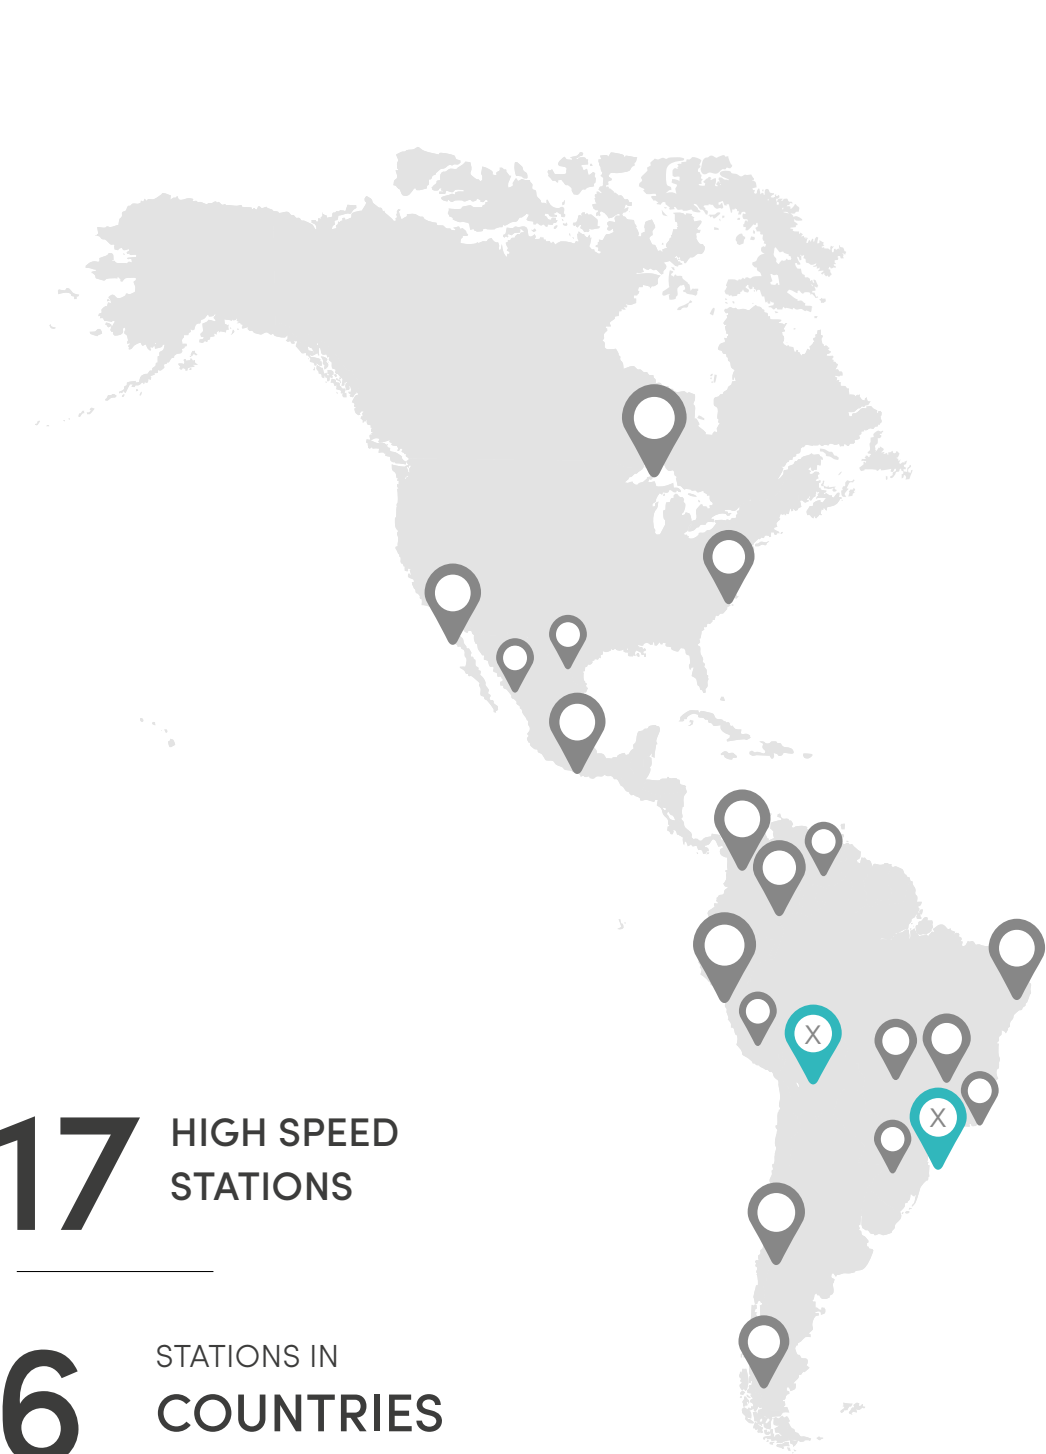 X
X
17
HIGH SPEED
STATIONS
6
STATIONS IN
COUNTRIES